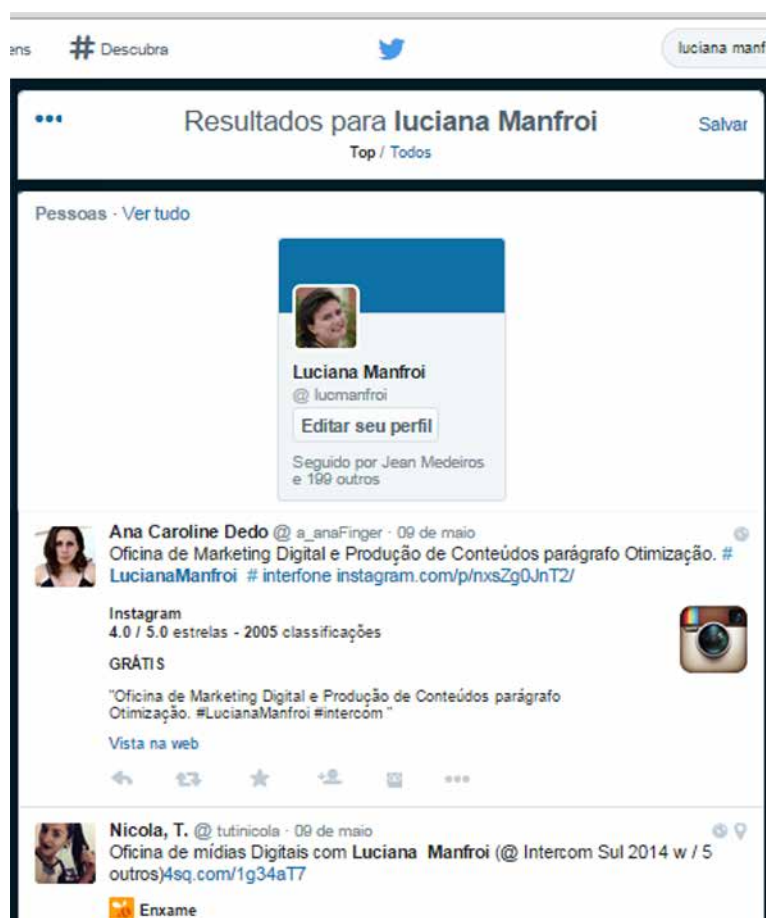 ens # Descubra luciana manf
••• Resultados para luciana Manfroi Salvar
Top / Todos
Pessoas · Ver tudo
Luciana Manfroi
@ lucmanfroi
Editar seu perfil
Seguido por Jean Medeiros
e 199 outros
Ana Caroline Dedo @ a_anaFinger · 09 de maio
Oficina de Marketing Digital e Produção de Conteúdos parágrafo Otimização. #
LucianaManfroi # interfone instagram.com/p/nxsZg0JnT2/
Instagram
4.0 / 5.0 estrelas - 2005 classificações
GRÁTIS
"Oficina de Marketing Digital e Produção de Conteúdos parágrafo
Otimização. #LucianaManfroi #intercom "
Vista na web
Nicola, T. @ tutinicola · 09 de maio
Oficina de mídias Digitais com Luciana Manfroi (@ Intercom Sul 2014 w / 5
outros)4sq.com/1g34aT7
Enxame